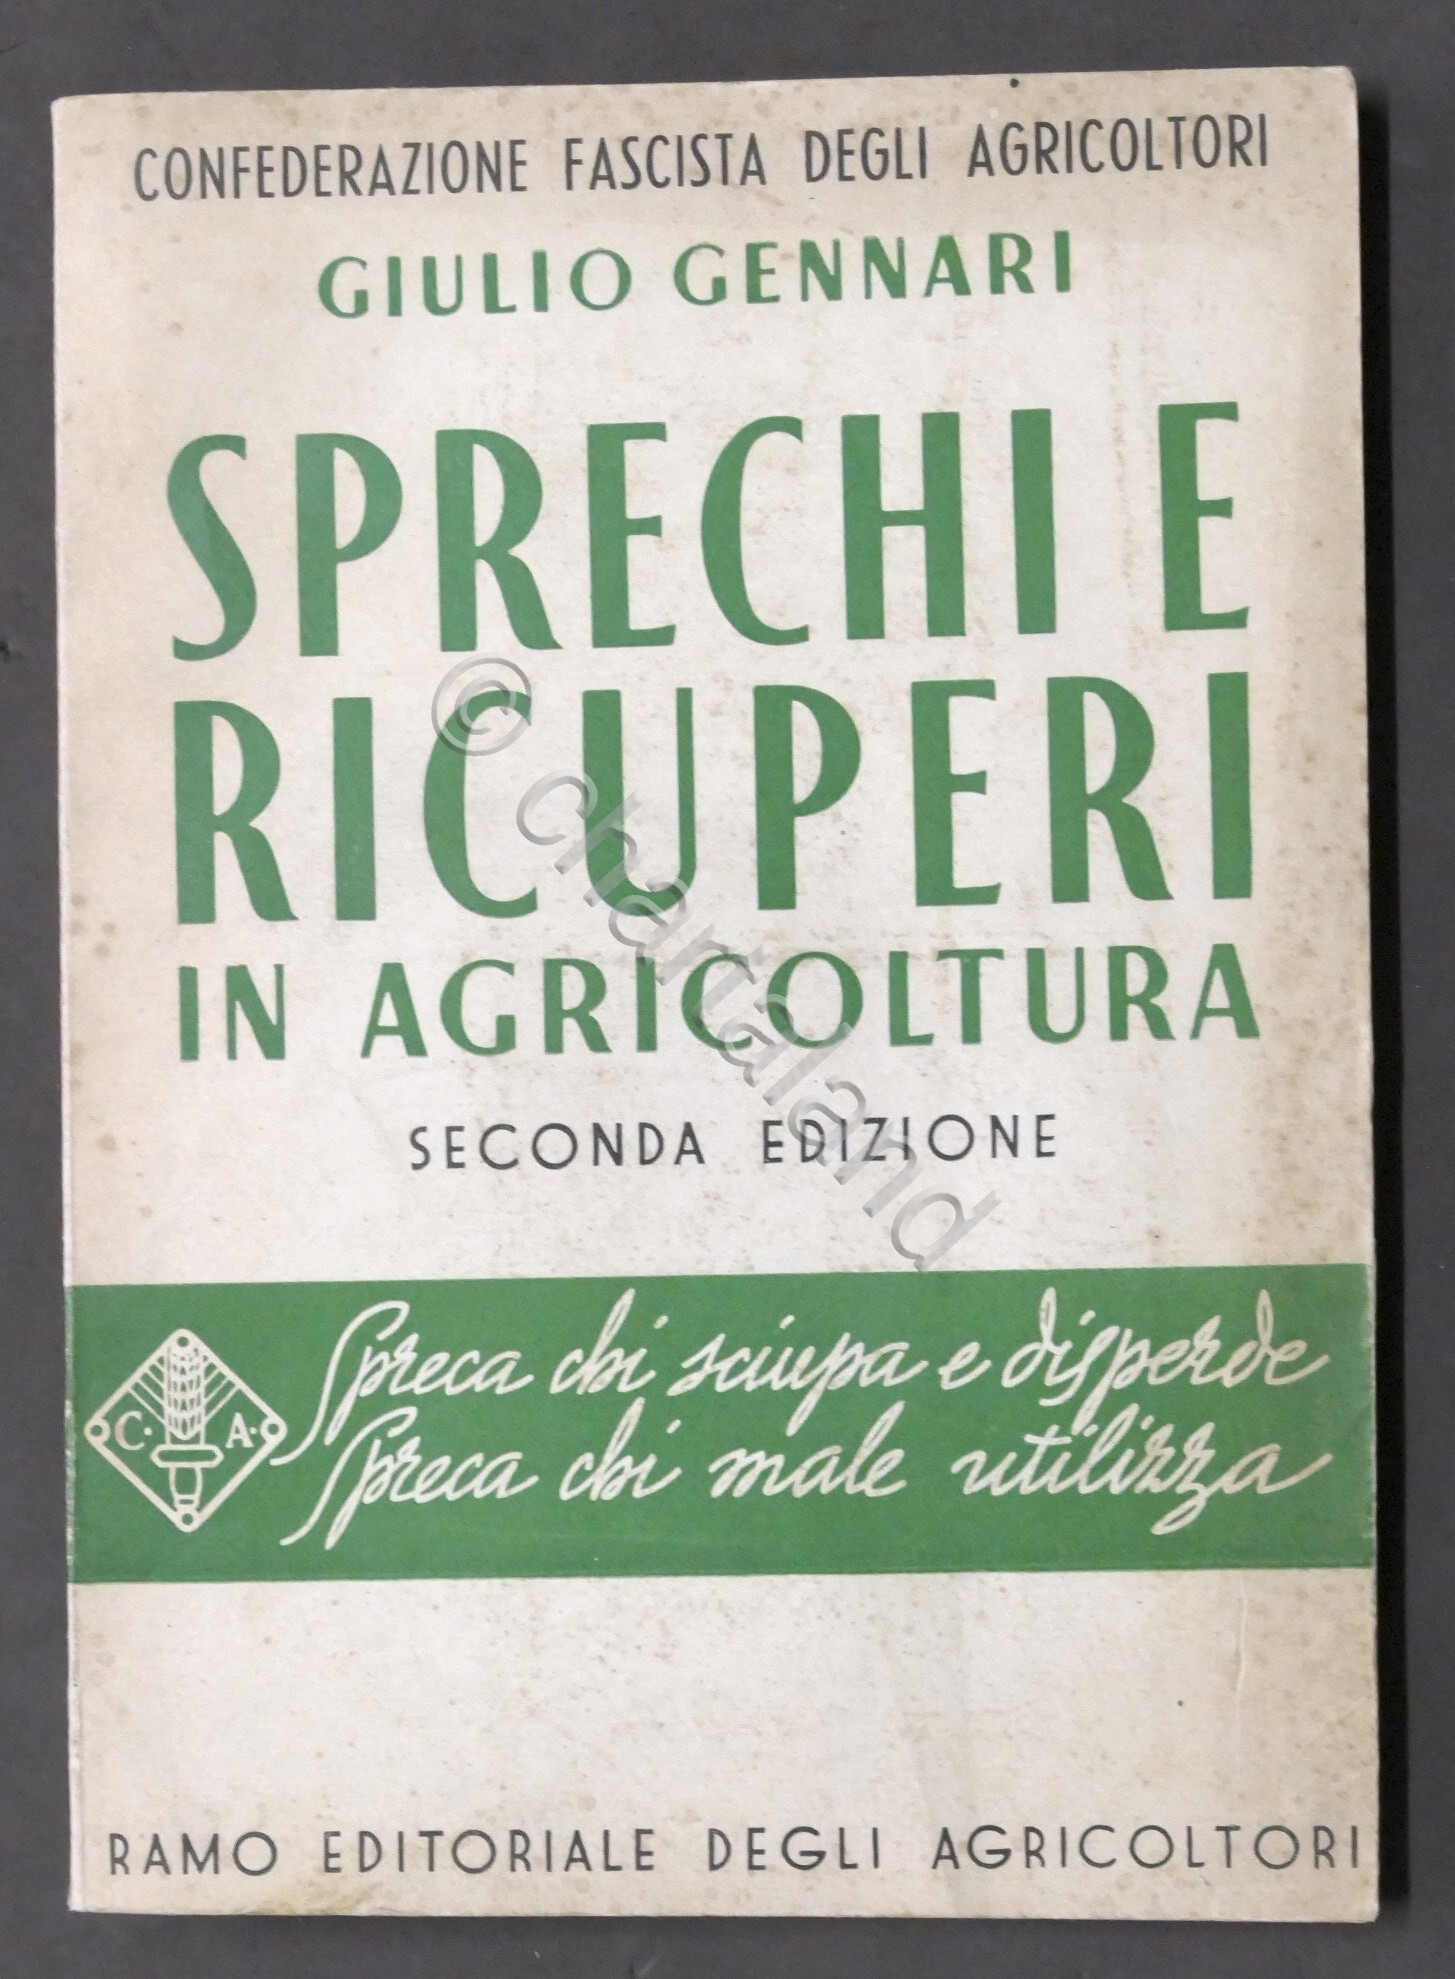 CONFEDERAZIONE FASCISTA DEGLI AGRICOLTORI
GIULIO GENNARI
SPRECHI E
RICUPERI
IN AGRICOLTURA
SECONDA EDIZIONE
C. A.
Spreca chi sciupa e disperde
Spreca chi male utilizza
RAMO EDITORIALE DEGLI AGRICOLTORI
© chartaland